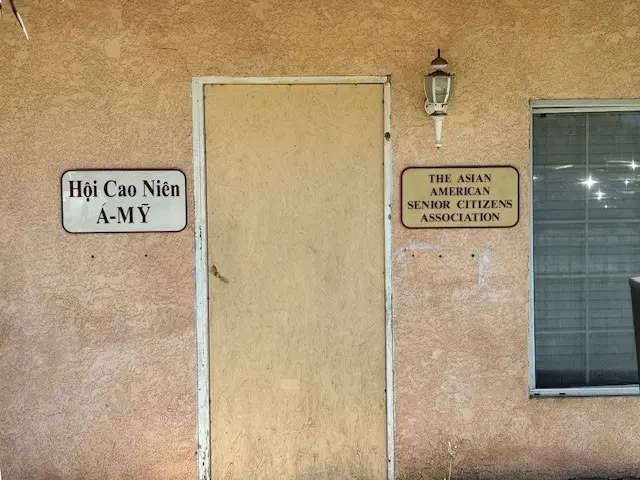 Hội Cao Niên
Á-MỸ
THE ASIAN
AMERICAN
SENIOR CITIZENS
ASSOCIATION